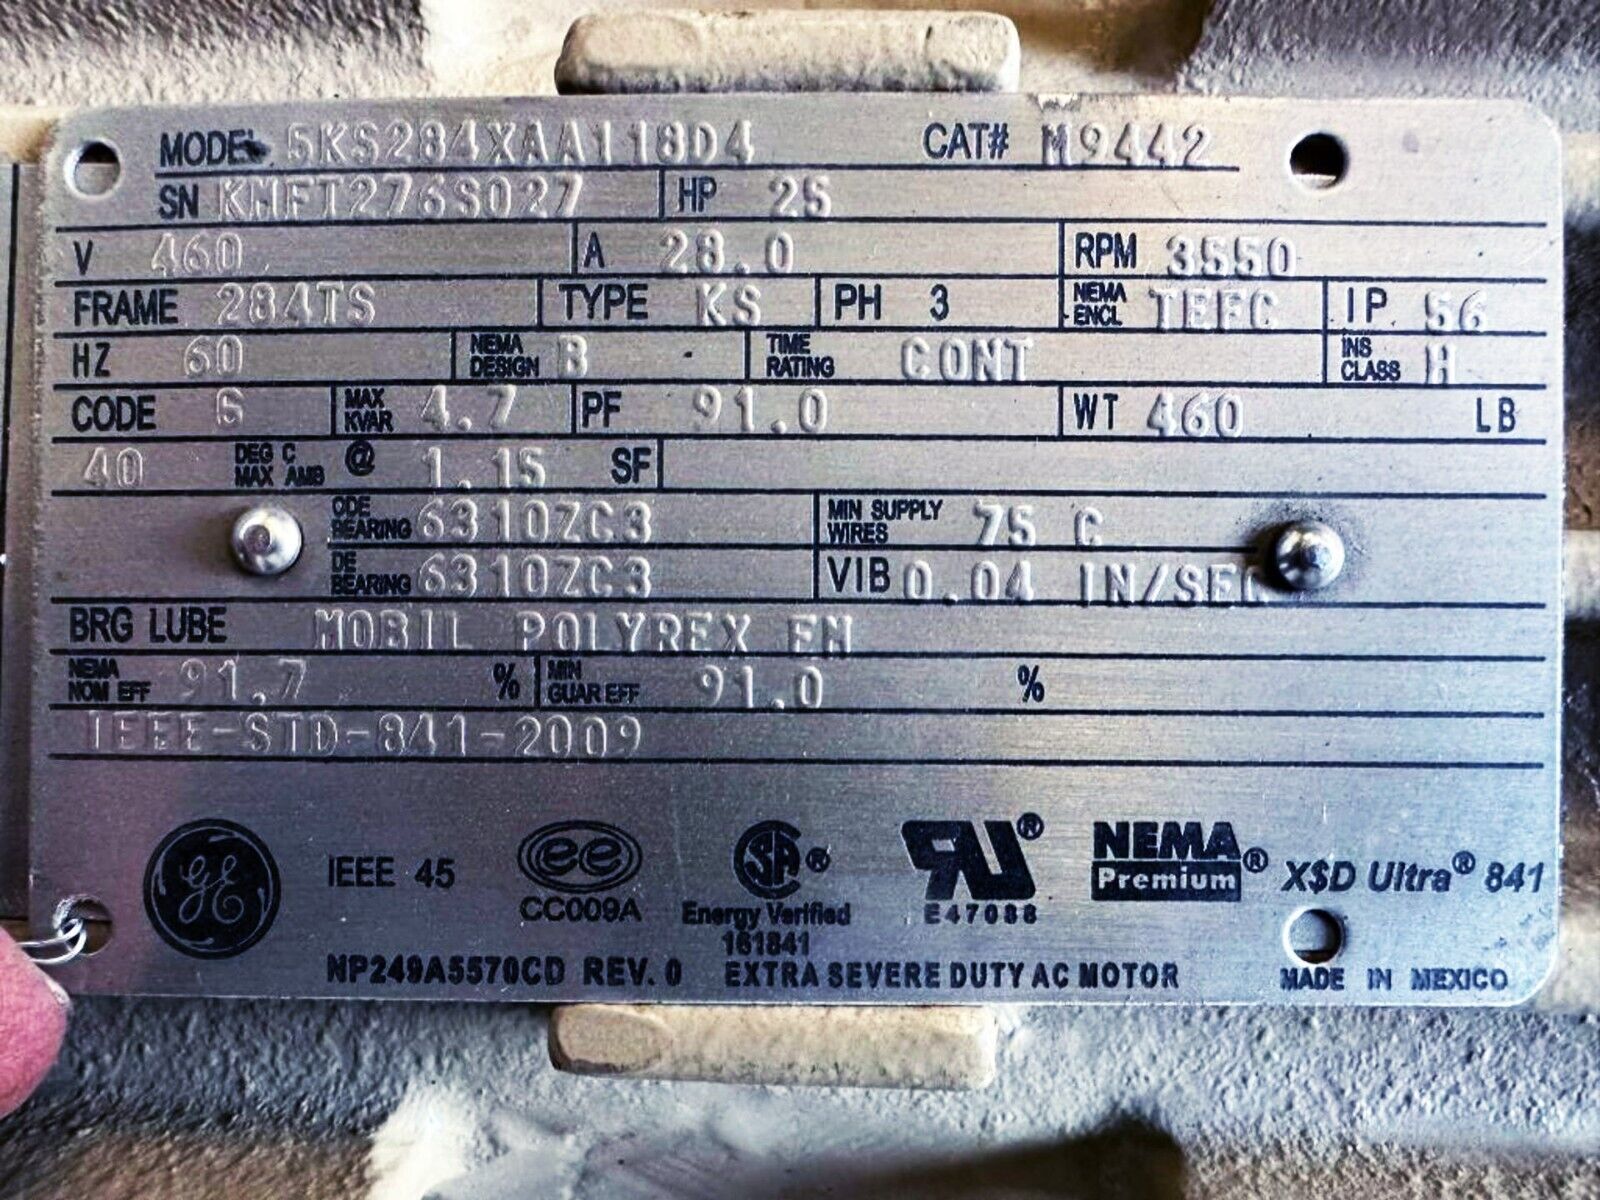 MODEL 5KS284XAA118D4 CAT# M9442
SN KMFT276S027 HP 25
V 460 A 28.0 RPM 3550
FRAME 284TS TYPE KS PH 3 NEMA ENCL TEFC IP 56
HZ 60 NEMA DESIGN B TIME RATING CONT INS CLASS H
CODE G MAX KVAR 4.7 PF 91.0 WT 460 LB
40 DEG C MAX AMB @ 1.15 SF
ODE BEARING 6310ZC3 MIN SUPPLY WIRES 75 C
DE BEARING 6310ZC3 VIB 0.04 IN/SEC
BRG LUBE MOBIL POLYREX EM
NEMA NOM EFF 91.7 % MIN GUAR EFF 91.0 %
IEEE-STD-841-2009
GE IEEE 45 ee CC009A SA® Energy Verified 161841 RU® E47088 NEMA Premium® X$D Ultra® 841
NP249A5570CD REV. 0 EXTRA SEVERE DUTY AC MOTOR MADE IN MEXICO